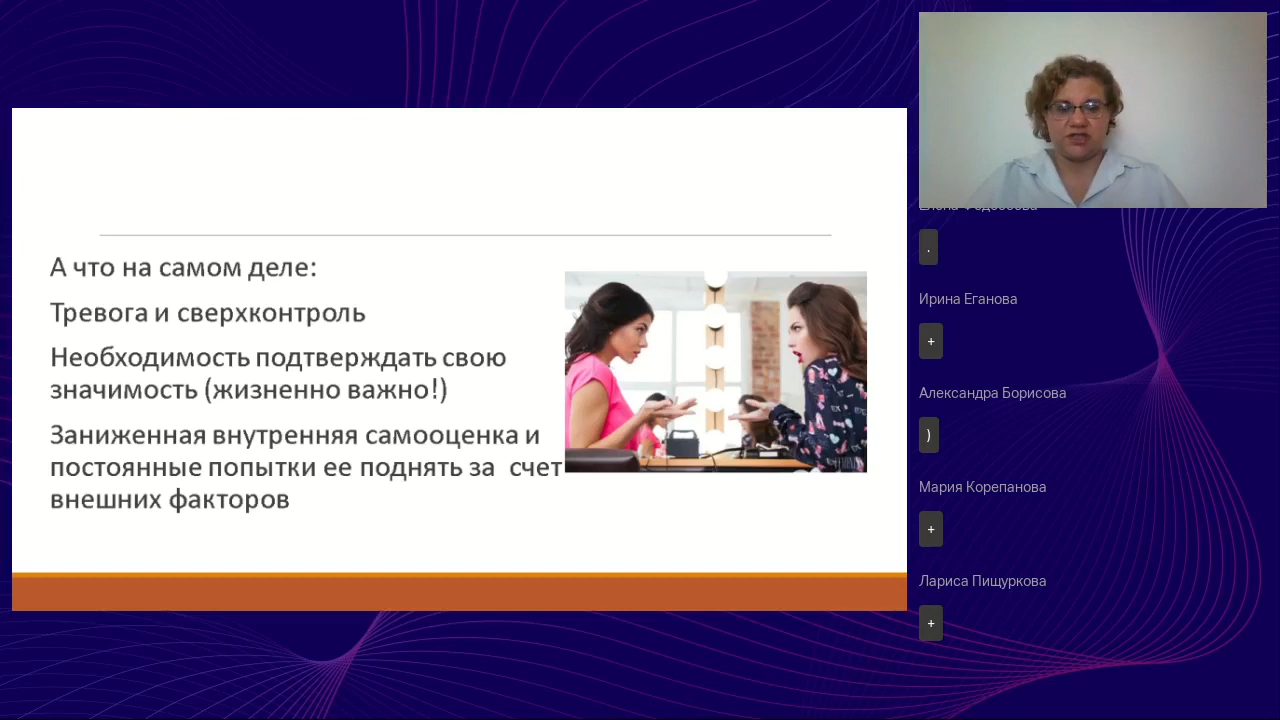 А что на самом деле:
Тревога и сверхконтроль
Необходимость подтверждать свою
значимость (жизненно важно!)
Заниженная внутренняя самооценка и
постоянные попытки ее поднять за счет
внешних факторов
.
Ирина Еганова
+
Александра Борисова
)
Мария Корепанова
+
Лариса Пищуркова
+